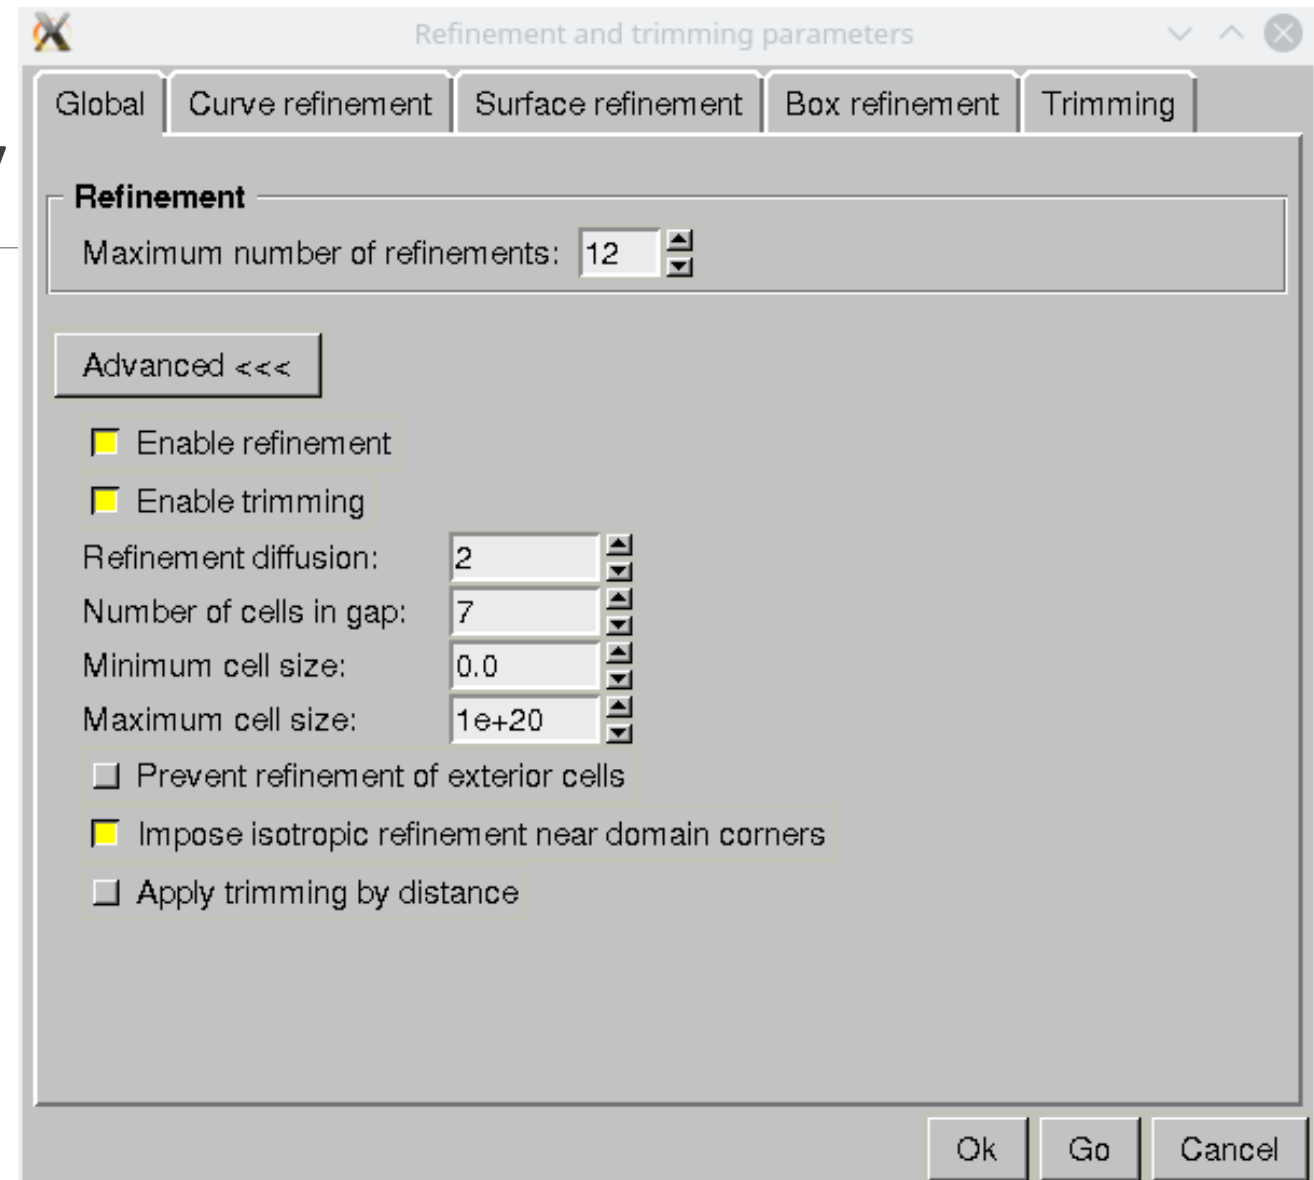 Refinement and trimming parameters
Global Curve refinement Surface refinement Box refinement Trimming
Refinement
Maximum number of refinements: 12
Advanced <<<
Enable refinement
Enable trimming
Refinement diffusion: 2
Number of cells in gap: 7
Minimum cell size: 0.0
Maximum cell size: 1e+20
Prevent refinement of exterior cells
Impose isotropic refinement near domain corners
Apply trimming by distance
Ok Go Cancel